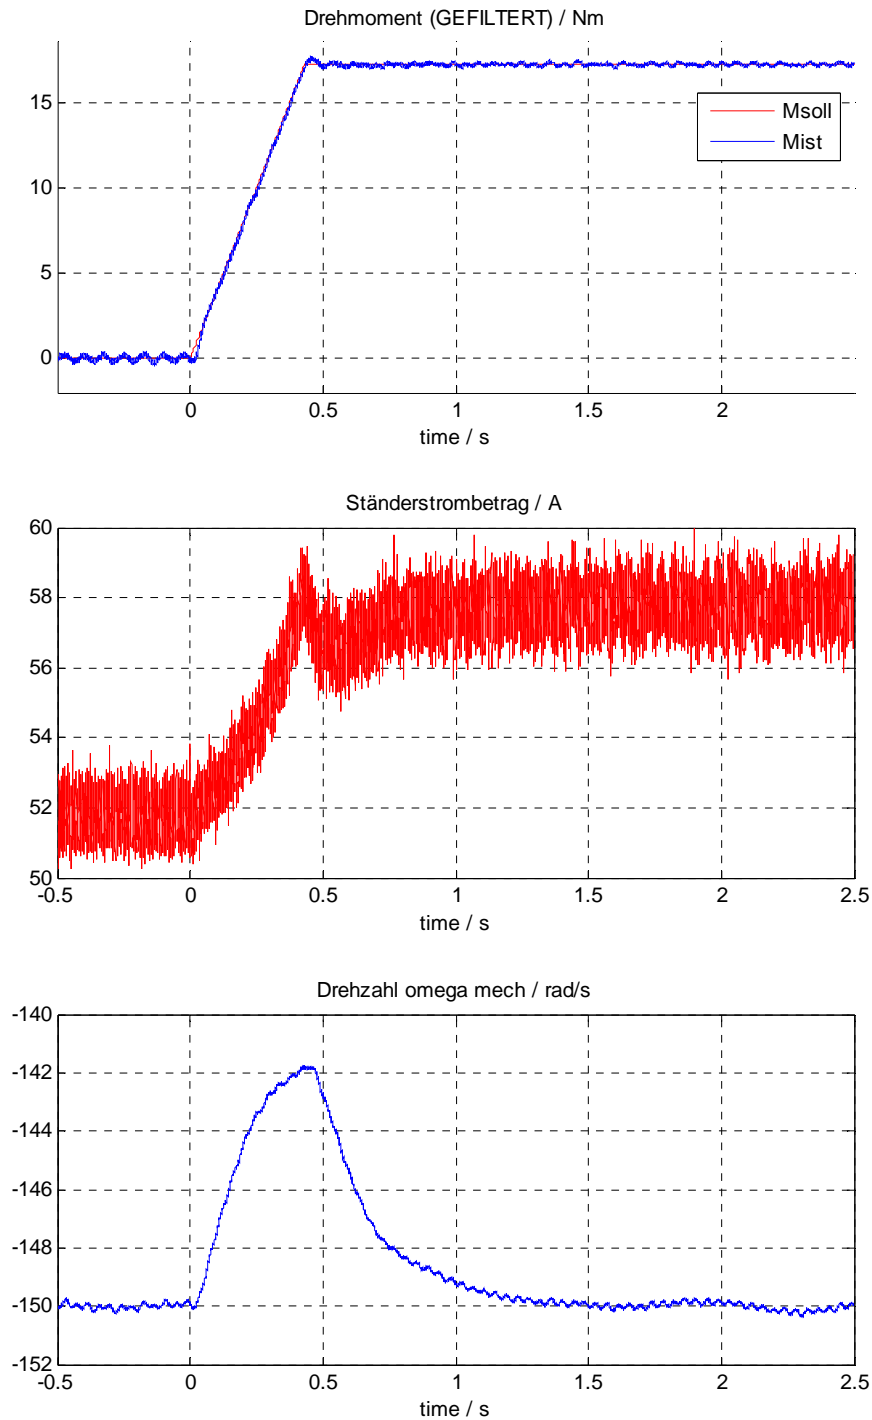 Drehmoment (GEFILTERT) / Nm
15
10
5
0
Msoll
Mist
0 0.5 1 1.5 2
time / s
Ständerstrombetrag / A
60
58
56
54
52
50
-0.5 0 0.5 1 1.5 2 2.5
time / s
Drehzahl omega mech / rad/s
-140
-142
-144
-146
-148
-150
-152
-0.5 0 0.5 1 1.5 2 2.5
time / s